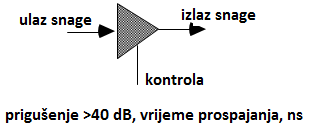 ulaz snage
izlaz snage
kontrola
prigušenje >40 dB, vrijeme prospajanja, ns